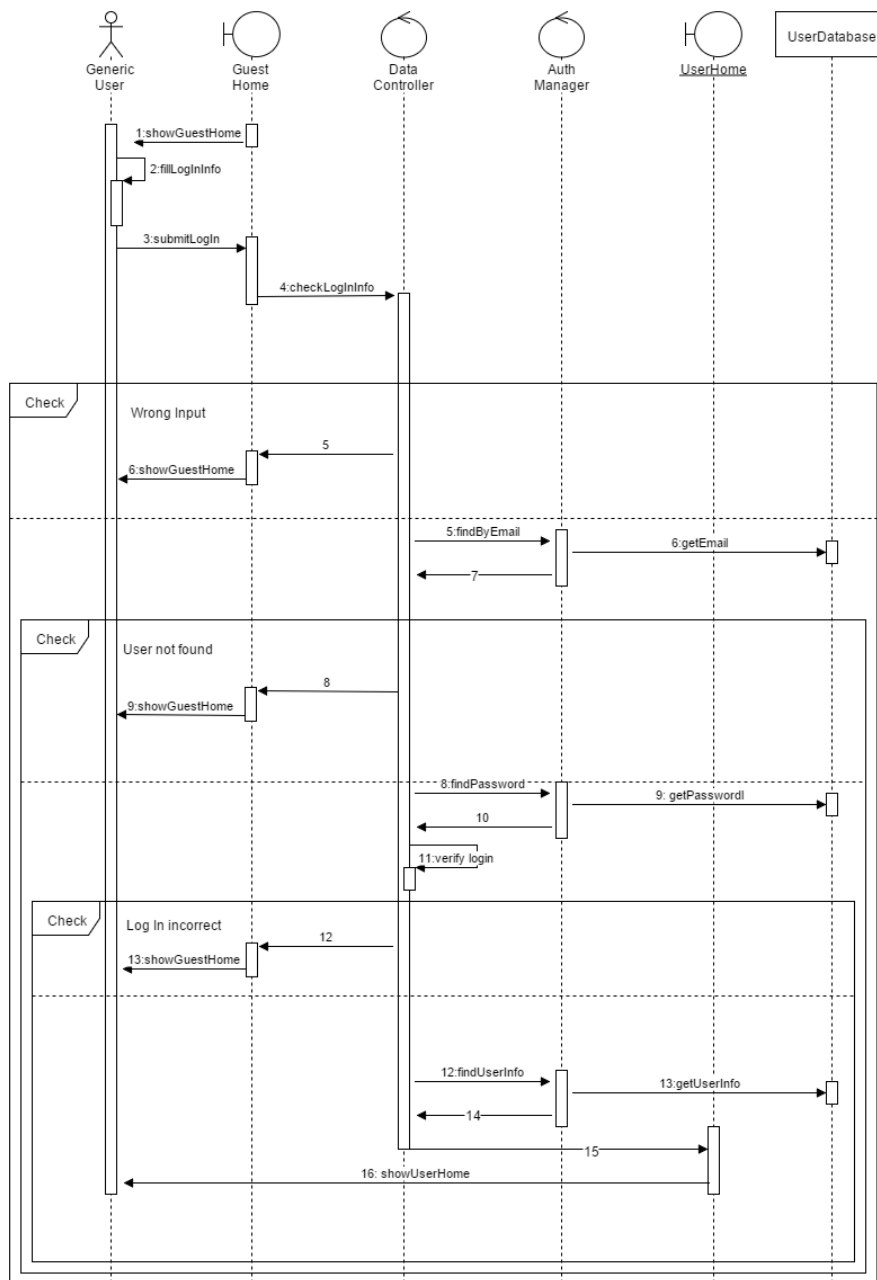 Generic
User
Guest
Home
Data
Controller
Auth
Manager
UserHome
UserDatabase
1:showGuestHome
2:fillLogInInfo
3:submitLogIn
4:checkLogInInfo
Check
Wrong Input
5
6:showGuestHome
5:findByEmail
6:getEmail
7
Check
User not found
8
9:showGuestHome
8:findPassword
9: getPasswordl
10
11:verify login
Check
Log In incorrect
12
13:showGuestHome
12:findUserInfo
13:getUserInfo
14
15
16: showUserHome